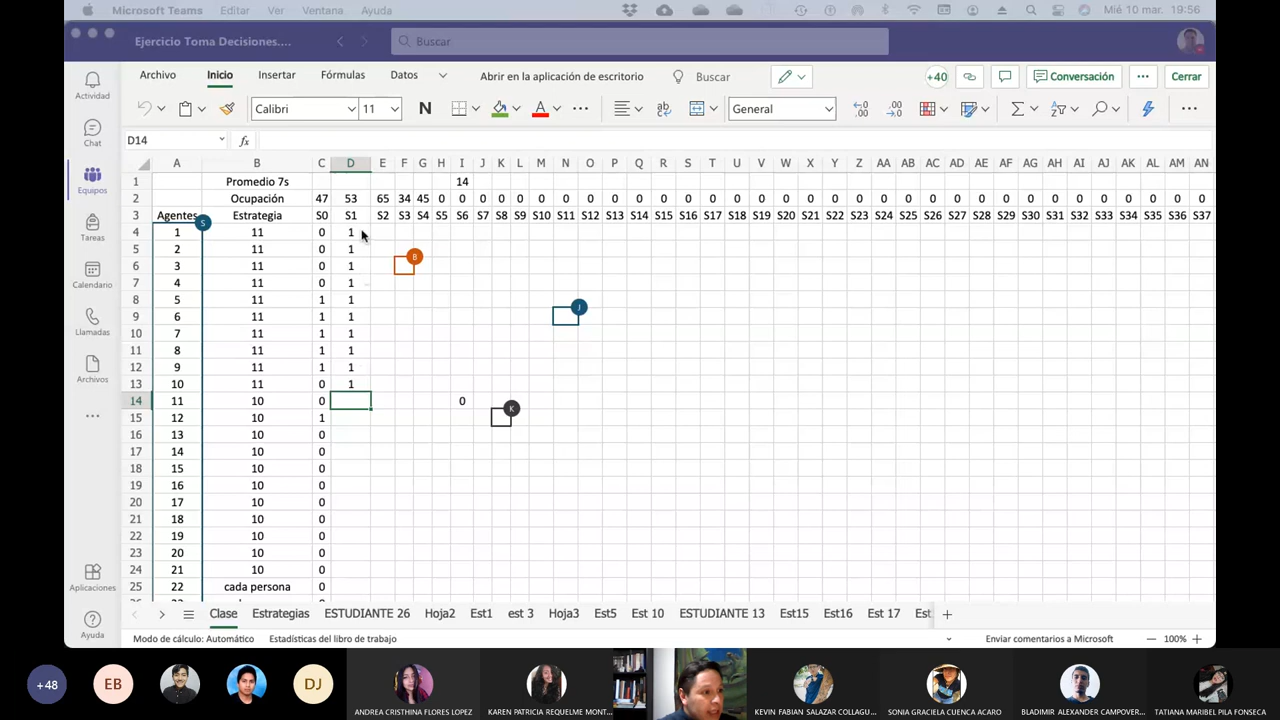 Microsoft Teams Editar Ver Ventana Ayuda Mié 10 mar. 19:56
Ejercicio Toma Decisiones.... Buscar
Archivo Inicio Insertar Fórmulas Datos Abrir en la aplicación de escritorio Buscar +40 Conversación ... Cerrar
Calibri 11 N A General
D14 fx
A B C D E F G H I J K L M N O P Q R S T U V W X Y Z AA AB AC AD AE AF AG AH AI AJ AK AL AM AN
1 Promedio 7s 14
2 Ocupación 47 53 65 34 45 0 0 0 0 0 0 0 0 0 0 0 0 0 0 0 0 0 0 0 0 0 0 0 0 0 0 0 0 0 0 0 0 0
3 Agentes Estrategia S0 S1 S2 S3 S4 S5 S6 S7 S8 S9 S10 S11 S12 S13 S14 S15 S16 S17 S18 S19 S20 S21 S22 S23 S24 S25 S26 S27 S28 S29 S30 S31 S32 S33 S34 S35 S36 S37
S
4 1 11 0 1
5 2 11 0 1
B
6 3 11 0 1
7 4 11 0 1
8 5 11 1 1
J
9 6 11 1 1
10 7 11 1 1
11 8 11 1 1
12 9 11 1 1
13 10 11 0 1
14 11 10 0 0
K
15 12 10 1
16 13 10 0
17 14 10 0
18 15 10 0
19 16 10 0
20 17 10 0
21 18 10 0
22 19 10 0
23 20 10 0
24 21 10 0
25 22 cada persona 0
Actividad
Chat
Equipos
Tareas
Calendario
Llamadas
Archivos
Aplicaciones
Ayuda
Clase Estrategias ESTUDIANTE 26 Hoja2 Est1 est 3 Hoja3 Est5 Est 10 ESTUDIANTE 13 Est15 Est16 Est 17 Est
Modo de cálculo: Automático Estadísticas del libro de trabajo Enviar comentarios a Microsoft 100%
+48 EB DJ
ANDREA CRISTHINA FLORES LOPEZ KAREN PATRICIA REQUELME MONT... KEVIN FABIAN SALAZAR COLLAGU... SONIA GRACIELA CUENCA ACARO BLADIMIR ALEXANDER CAMPOVER... TATIANA MARIBEL PILA FONSECA